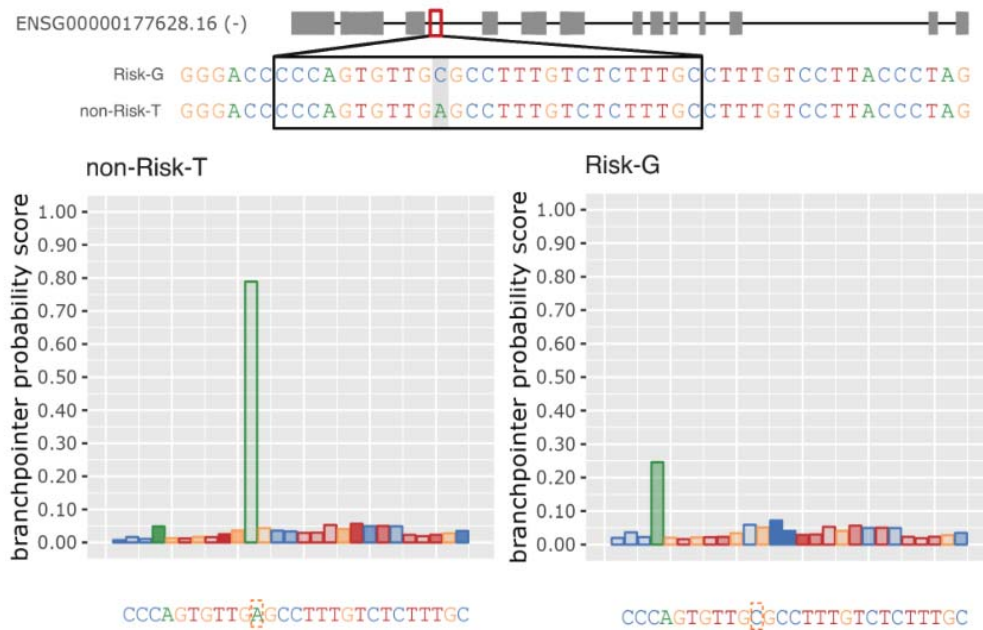 ENSG00000177628.16 (-)
Risk-G GGGACCCCCAGTGTTGCGCCTTTGTCTCTTTGCCTTTGTCCTTACCCTAG
non-Risk-T GGGACCCCCAGTGTTGAGCCTTTGTCTCTTTGCCTTTGTCCTTACCCTAG
non-Risk-T
branchpointer probability score
1.00
0.90
0.80
0.70
0.60
0.50
0.40
0.30
0.20
0.10
0.00
CCCAGTGTTGAGCCTTTGTCTCTTTGC
Risk-G
branchpointer probability score
1.00
0.90
0.80
0.70
0.60
0.50
0.40
0.30
0.20
0.10
0.00
CCCAGTGTTGCGCCTTTGTCTCTTTGC